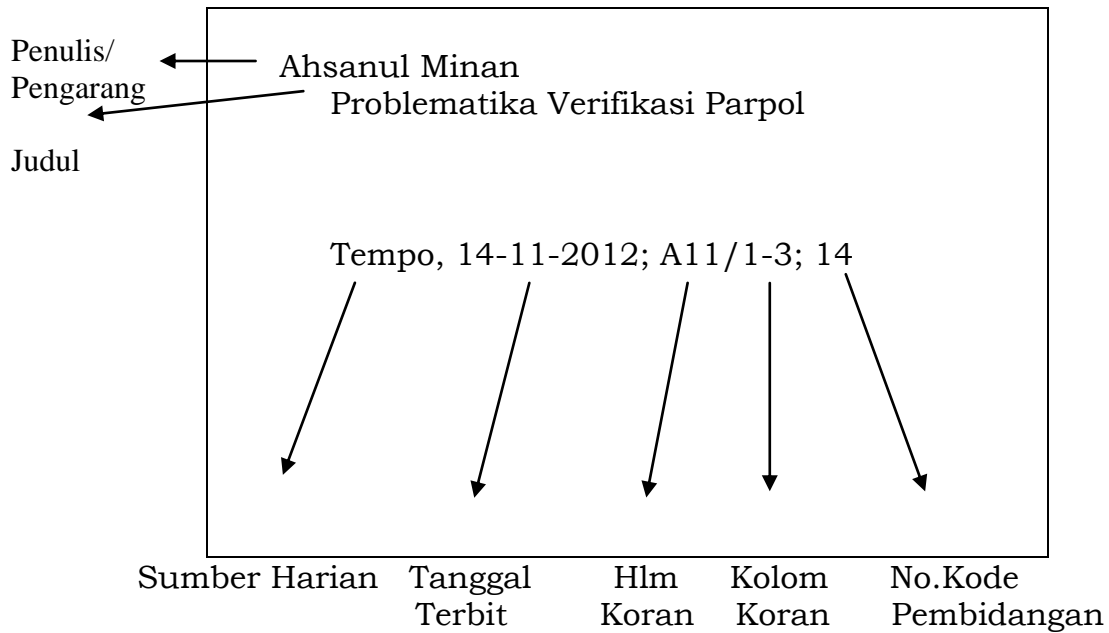 Penulis/
Pengarang
Judul
Ahsanul Minan
Problematika Verifikasi Parpol
Tempo, 14-11-2012; A11/1-3; 14
Sumber Harian Tanggal Hlm Kolom No.Kode
Terbit Koran Koran Pembidangan